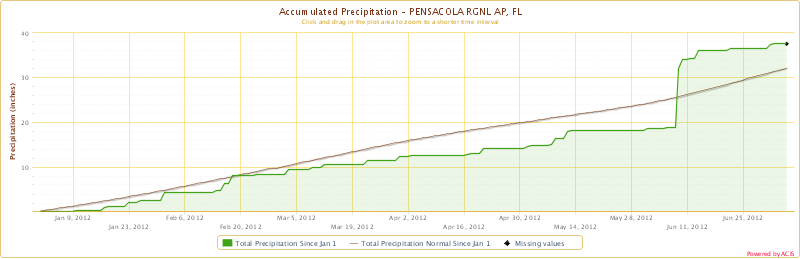 Accumulated Precipitation – PENSACOLA RGNL AP, FL
Click and drag in the plot area to zoom to a shorter time interval
Precipitation (inches)
40
30
20
10
Jan 9, 2012
Jan 23, 2012
Feb 6, 2012
Feb 20, 2012
Mar 5, 2012
Mar 19, 2012
Apr 2, 2012
Apr 16, 2012
Apr 30, 2012
May 14, 2012
May 28, 2012
Jun 11, 2012
Jun 25, 2012
Total Precipitation Since Jan 1
Total Precipitation Normal Since Jan 1
Missing values
Powered by ACIS